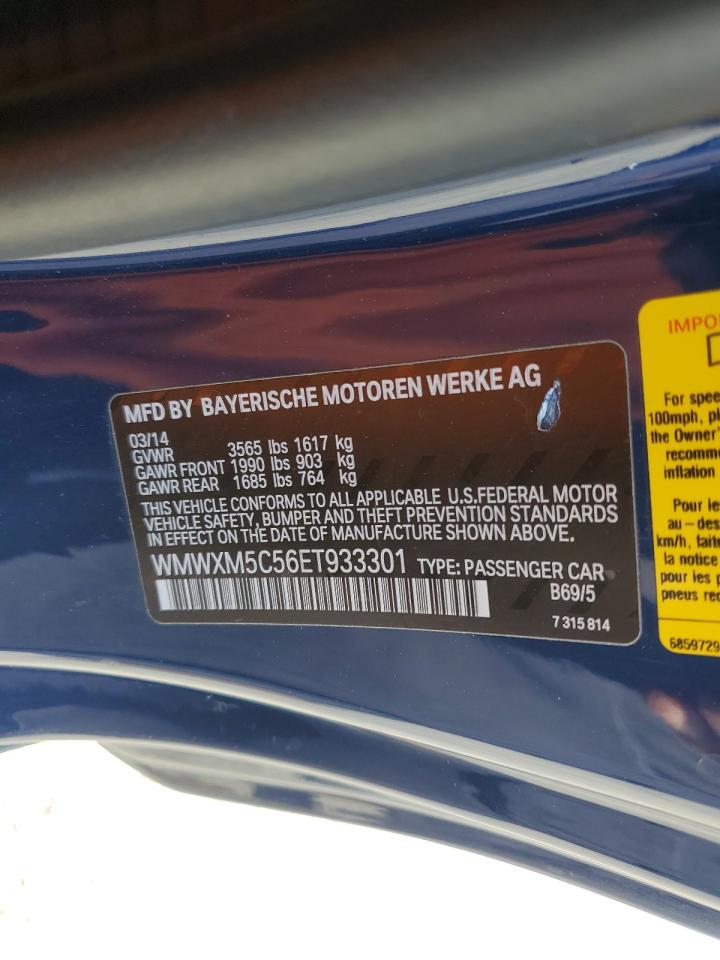 MFD BY BAYERISCHE MOTOREN WERKE AG
03/14
GVWR 3565 lbs 1617 kg
GAWR FRONT 1990 lbs 903 kg
GAWR REAR 1685 lbs 764 kg
THIS VEHICLE CONFORMS TO ALL APPLICABLE U.S.FEDERAL MOTOR
VEHICLE SAFETY, BUMPER AND THEFT PREVENTION STANDARDS
IN EFFECT ON THE DATE OF MANUFACTURE SHOWN ABOVE.
WMWXM5C56ET933301 TYPE: PASSENGER CAR
B69/5
7 315 814
IMPO
For spee
100mph, pl
the Owner'
recomme
inflation
Pour le
au-des
km/h, faite
la notice
pour les p
pneus rec
6859729